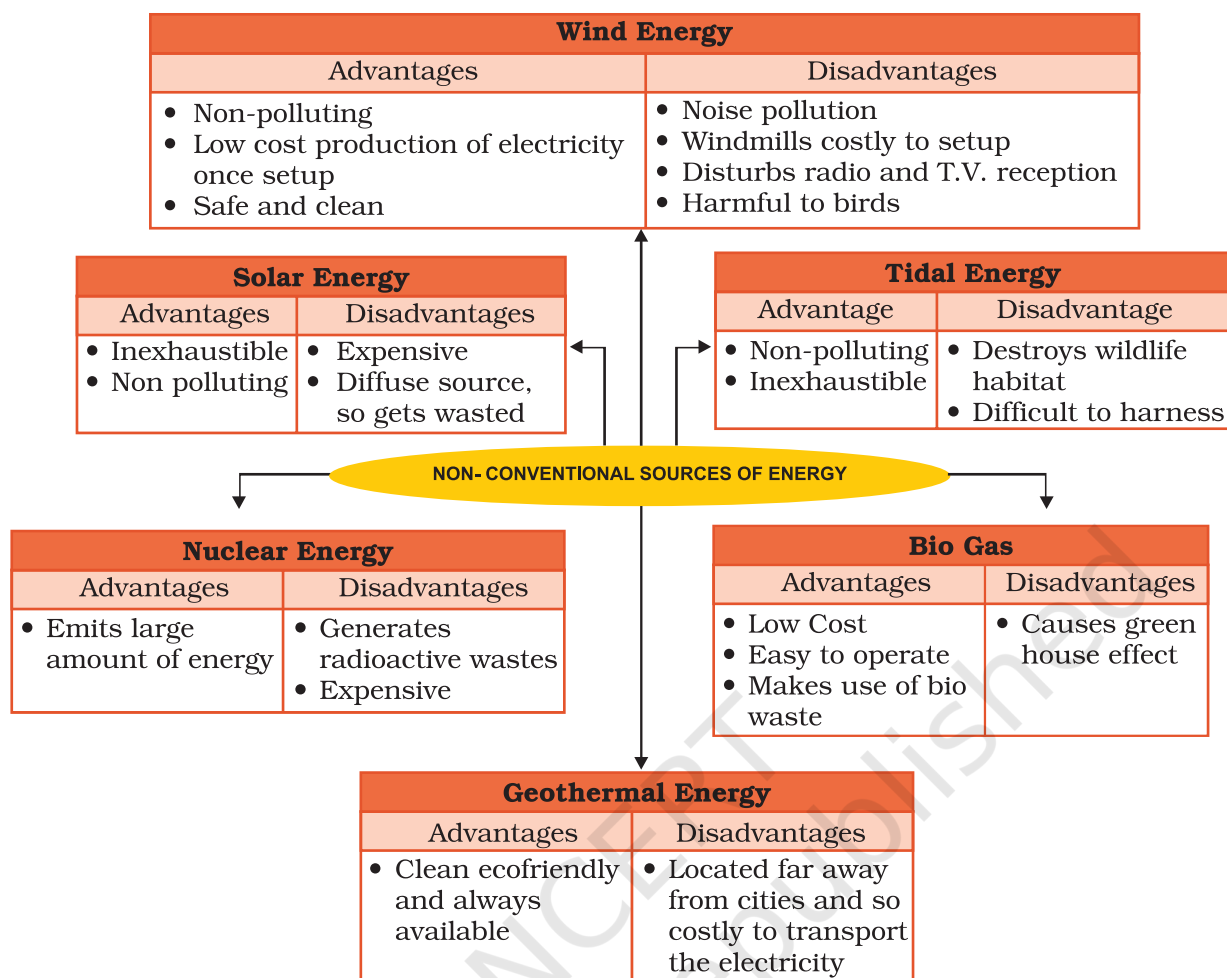 Wind Energy
Advantages
Disadvantages
• Non-polluting
• Low cost production of electricity
once setup
• Safe and clean
• Noise pollution
• Windmills costly to setup
• Disturbs radio and T.V. reception
• Harmful to birds
Solar Energy
Advantages
Disadvantages
• Inexhaustible
• Non polluting
• Expensive
• Diffuse source,
so gets wasted
Tidal Energy
Advantage
Disadvantage
• Non-polluting
• Inexhaustible
• Destroys wildlife
habitat
• Difficult to harness
NON- CONVENTIONAL SOURCES OF ENERGY
Nuclear Energy
Advantages
Disadvantages
• Emits large
amount of energy
• Generates
radioactive wastes
• Expensive
Bio Gas
Advantages
Disadvantages
• Low Cost
• Easy to operate
• Makes use of bio
waste
• Causes green
house effect
Geothermal Energy
Advantages
Disadvantages
• Clean ecofriendly
and always
available
• Located far away
from cities and so
costly to transport
the electricity
NCERT